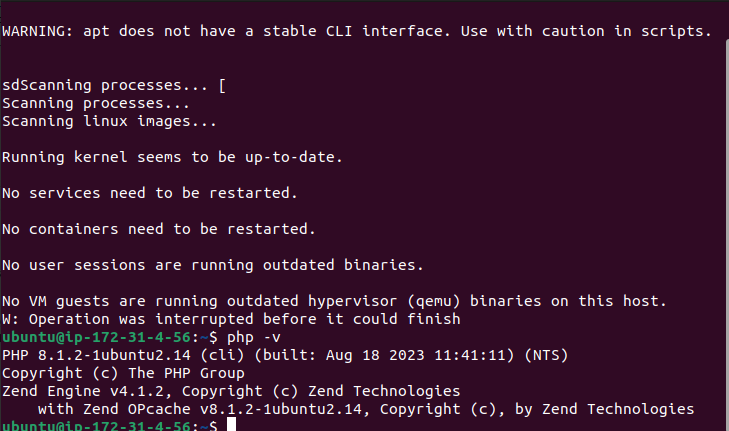 WARNING: apt does not have a stable CLI interface. Use with caution in scripts.
sdScanning processes... [
Scanning processes...
Scanning linux images...
Running kernel seems to be up-to-date.
No services need to be restarted.
No containers need to be restarted.
No user sessions are running outdated binaries.
No VM guests are running outdated hypervisor (qemu) binaries on this host.
W: Operation was interrupted before it could finish
ubuntu@ip-172-31-4-56:~$ php -v
PHP 8.1.2-1ubuntu2.14 (cli) (built: Aug 18 2023 11:41:11) (NTS)
Copyright (c) The PHP Group
Zend Engine v4.1.2, Copyright (c) Zend Technologies
    with Zend OPcache v8.1.2-1ubuntu2.14, Copyright (c), by Zend Technologies
ubuntu@ip-172-31-4-56:~$